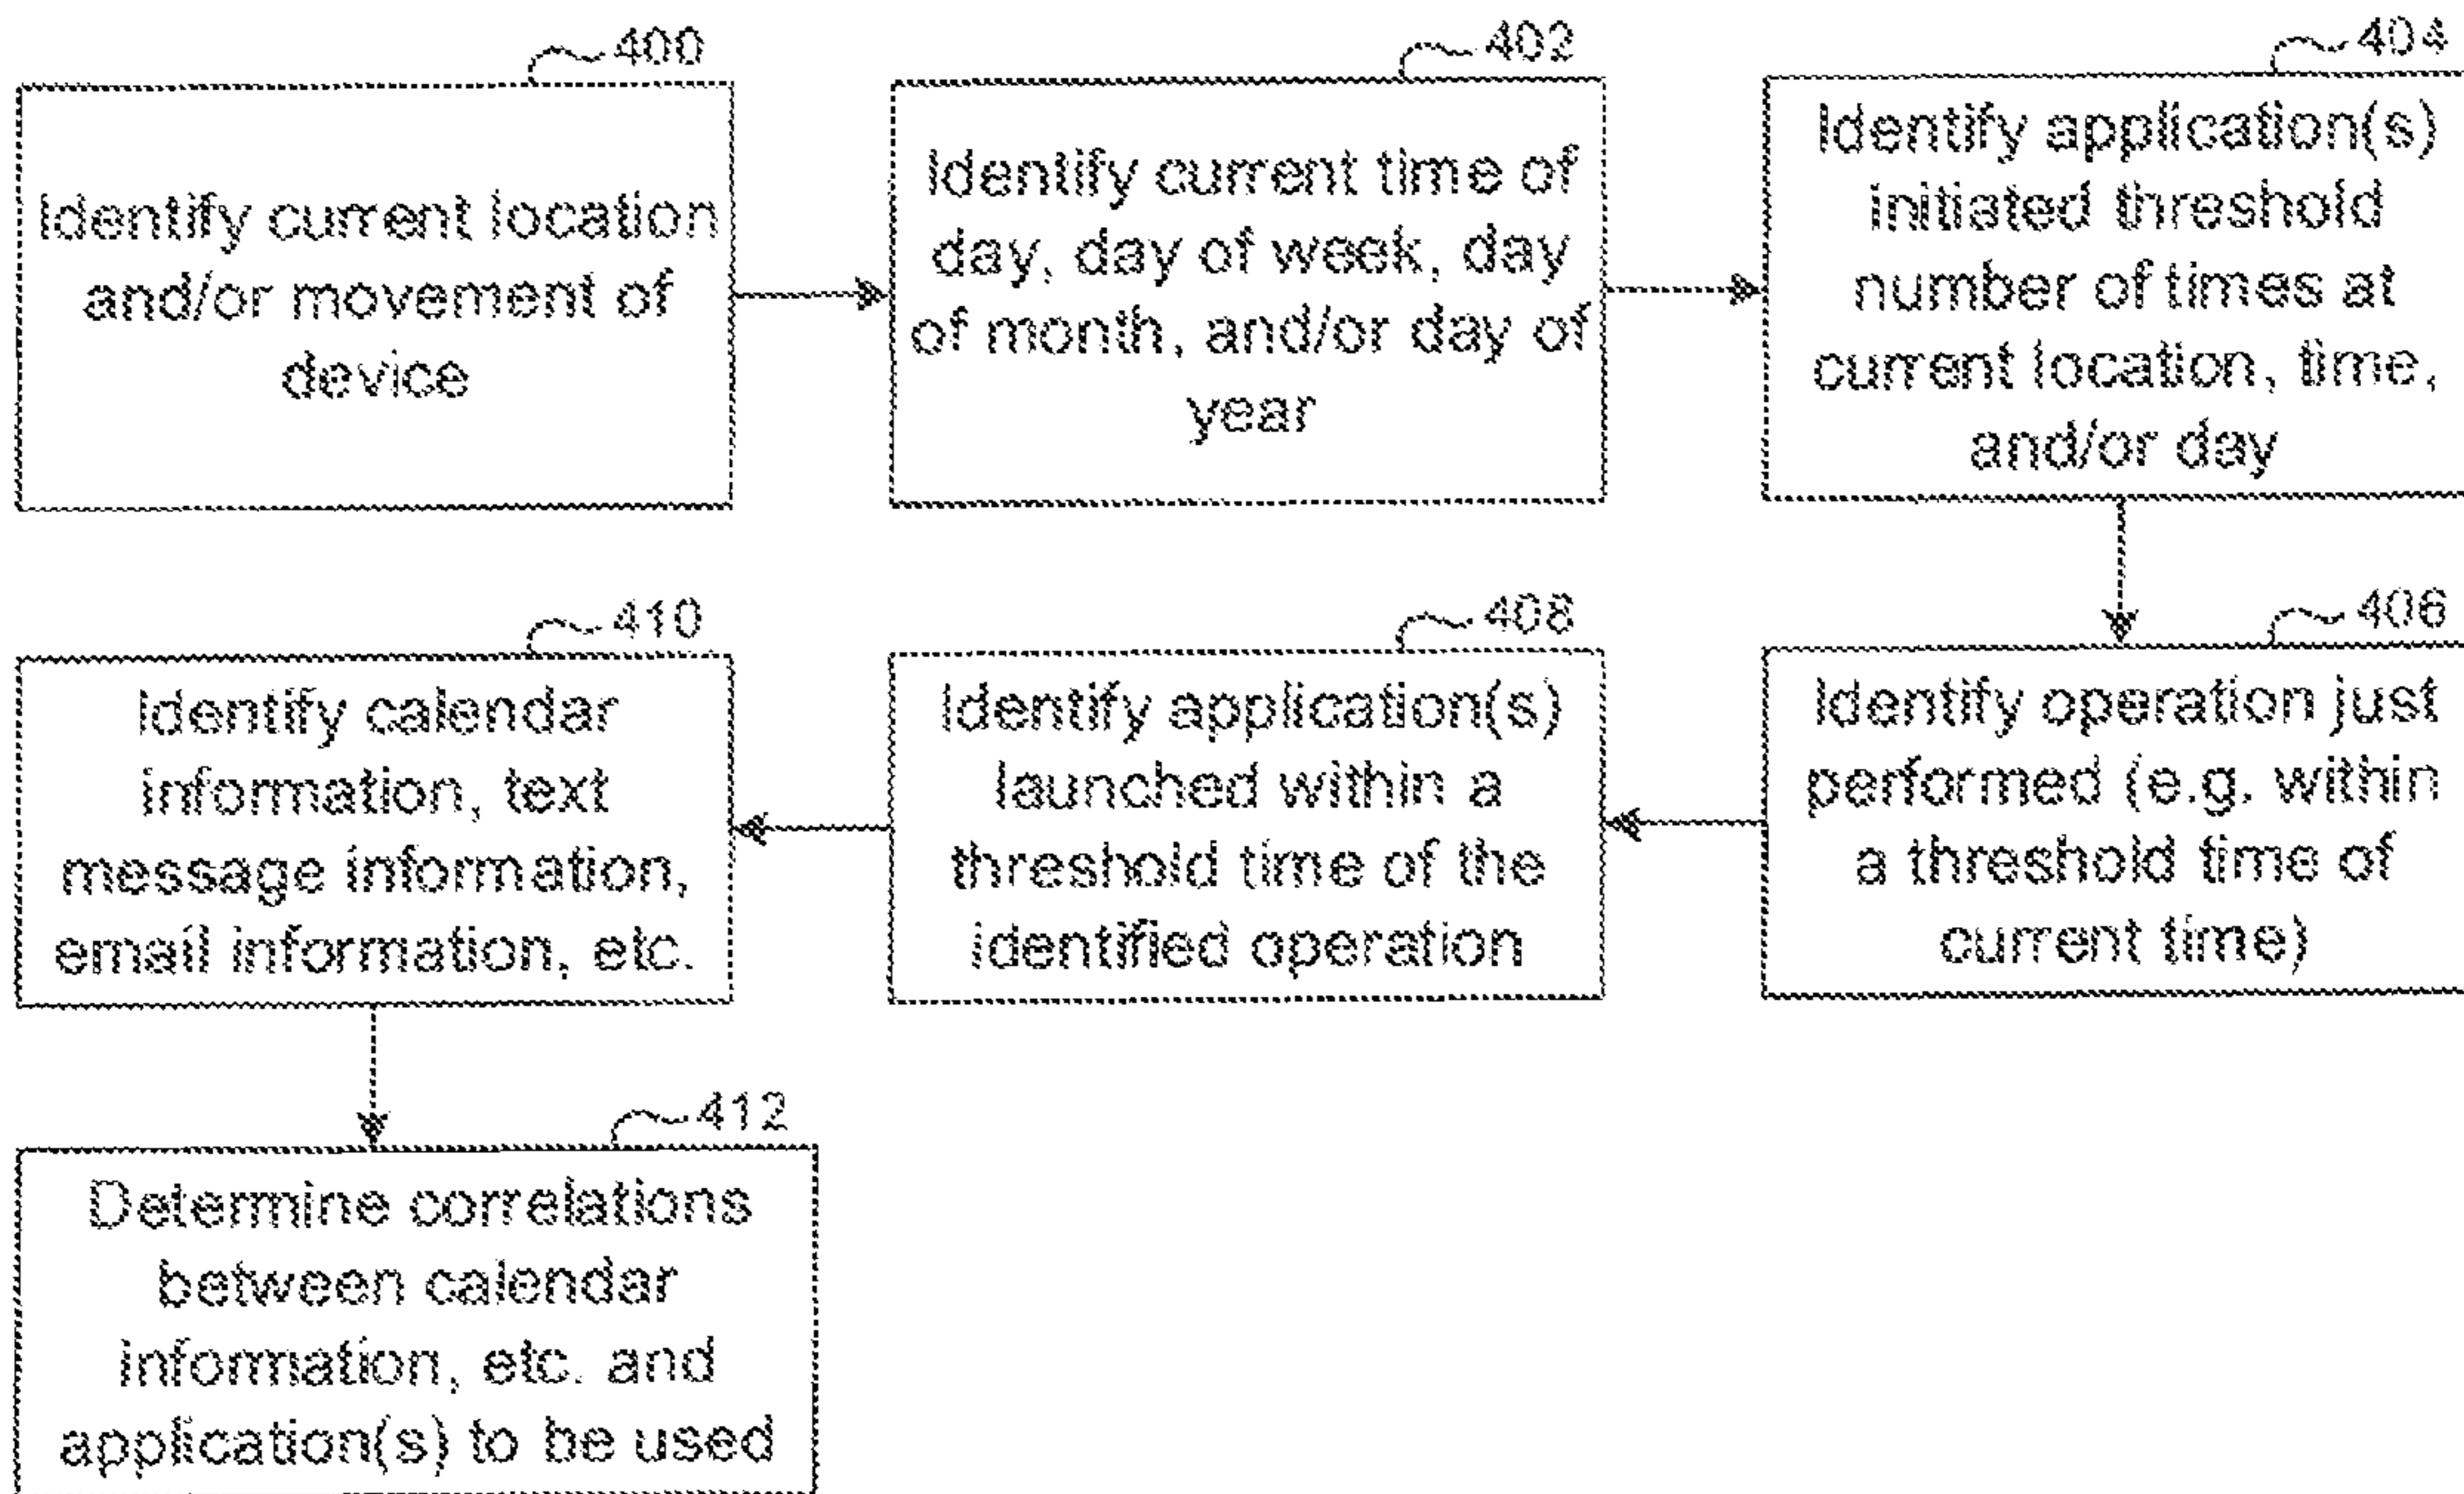 400
Identify current location
and/or movement of
device
402
Identify current time of
day, day of week, day
of month, and/or day of
year
404
Identify application(s)
initiated threshold
number of times at
current location, time,
and/or day
406
Identify operation just
performed (e.g. within
a threshold time of
current time)
408
Identify application(s)
launched within a
threshold time of the
identified operation
410
Identify calendar
information, text
message information,
email information, etc.
412
Determine correlations
between calendar
information, etc. and
application(s) to be used